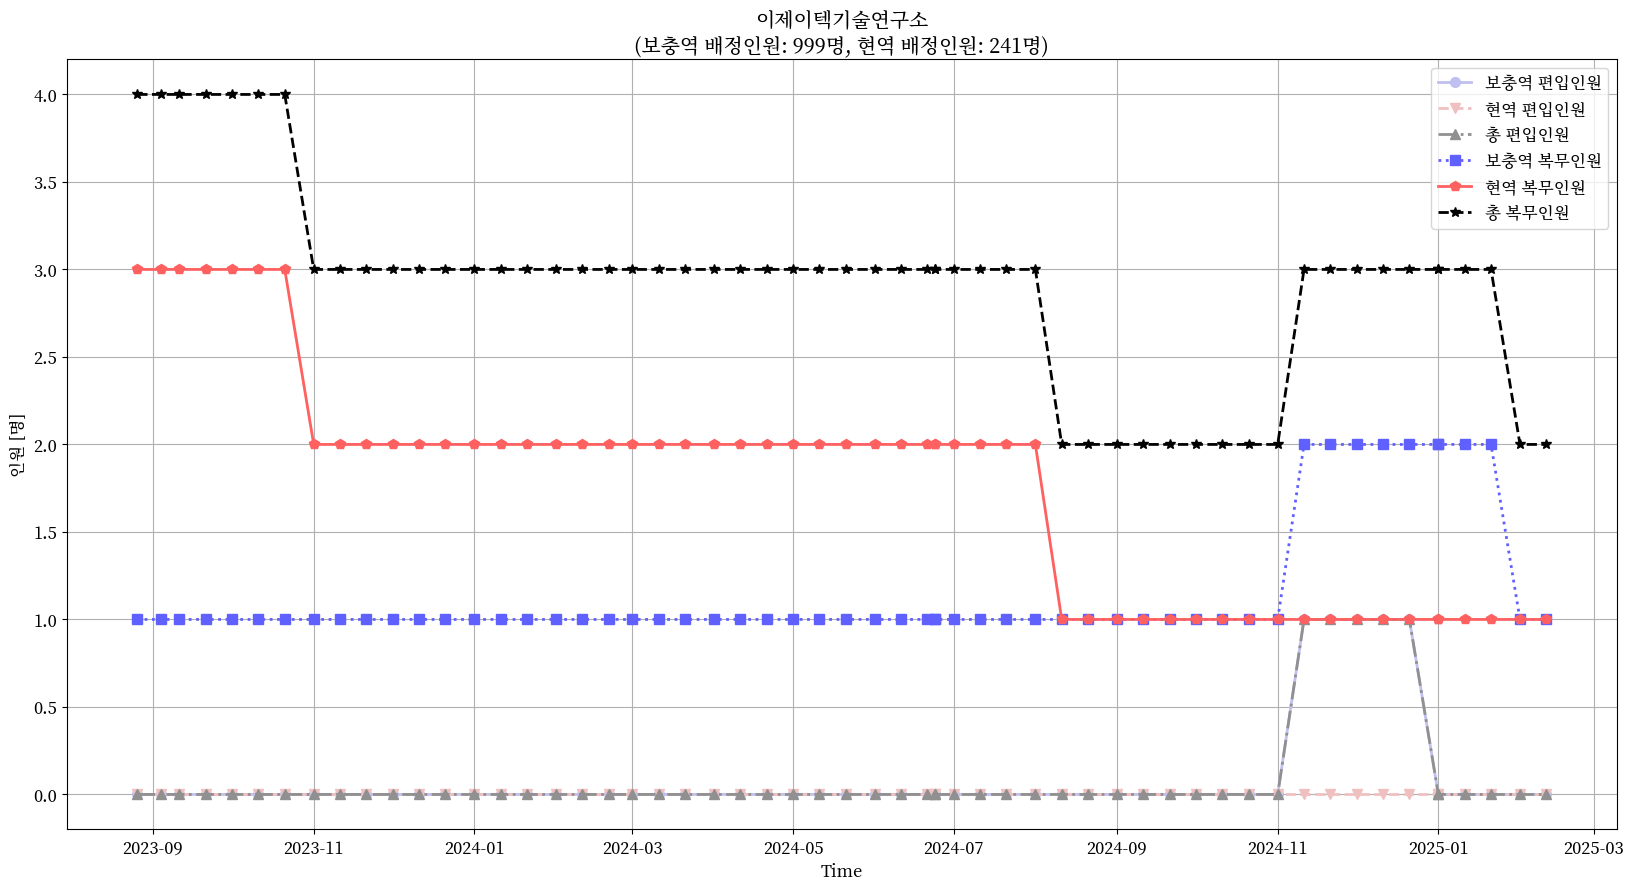 이제이텍기술연구소
(보충역 배정인원: 999명, 현역 배정인원: 241명)
보충역 편입인원
현역 편입인원
총 편입인원
보충역 복무인원
현역 복무인원
총 복무인원
인원 [명]
4.0
3.5
3.0
2.5
2.0
1.5
1.0
0.5
0.0
2023-09
2023-11
2024-01
2024-03
2024-05
2024-07
2024-09
2024-11
2025-01
2025-03
Time